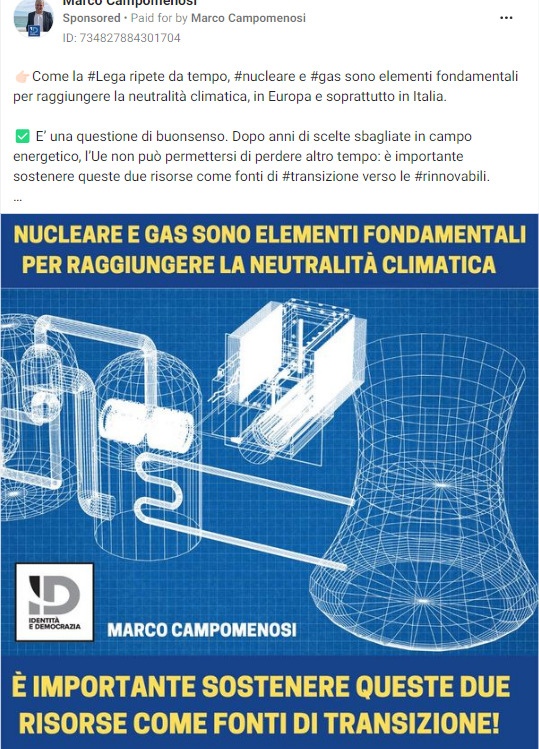 Marco Campomenosi
Sponsored • Paid for by Marco Campomenosi
ID: 734827884301704
👉🏻Come la #Lega ripete da tempo, #nucleare e #gas sono elementi fondamentali
per raggiungere la neutralità climatica, in Europa e soprattutto in Italia.
✅ E' una questione di buonsenso. Dopo anni di scelte sbagliate in campo
energetico, l'Ue non può permettersi di perdere altro tempo: è importante
sostenere queste due risorse come fonti di #transizione verso le #rinnovabili.
...
NUCLEARE E GAS SONO ELEMENTI FONDAMENTALI
PER RAGGIUNGERE LA NEUTRALITÀ CLIMATICA
ID
IDENTITÀ
E DEMOCRAZIA
MARCO CAMPOMENOSI
È IMPORTANTE SOSTENERE QUESTE DUE
RISORSE COME FONTI DI TRANSIZIONE!